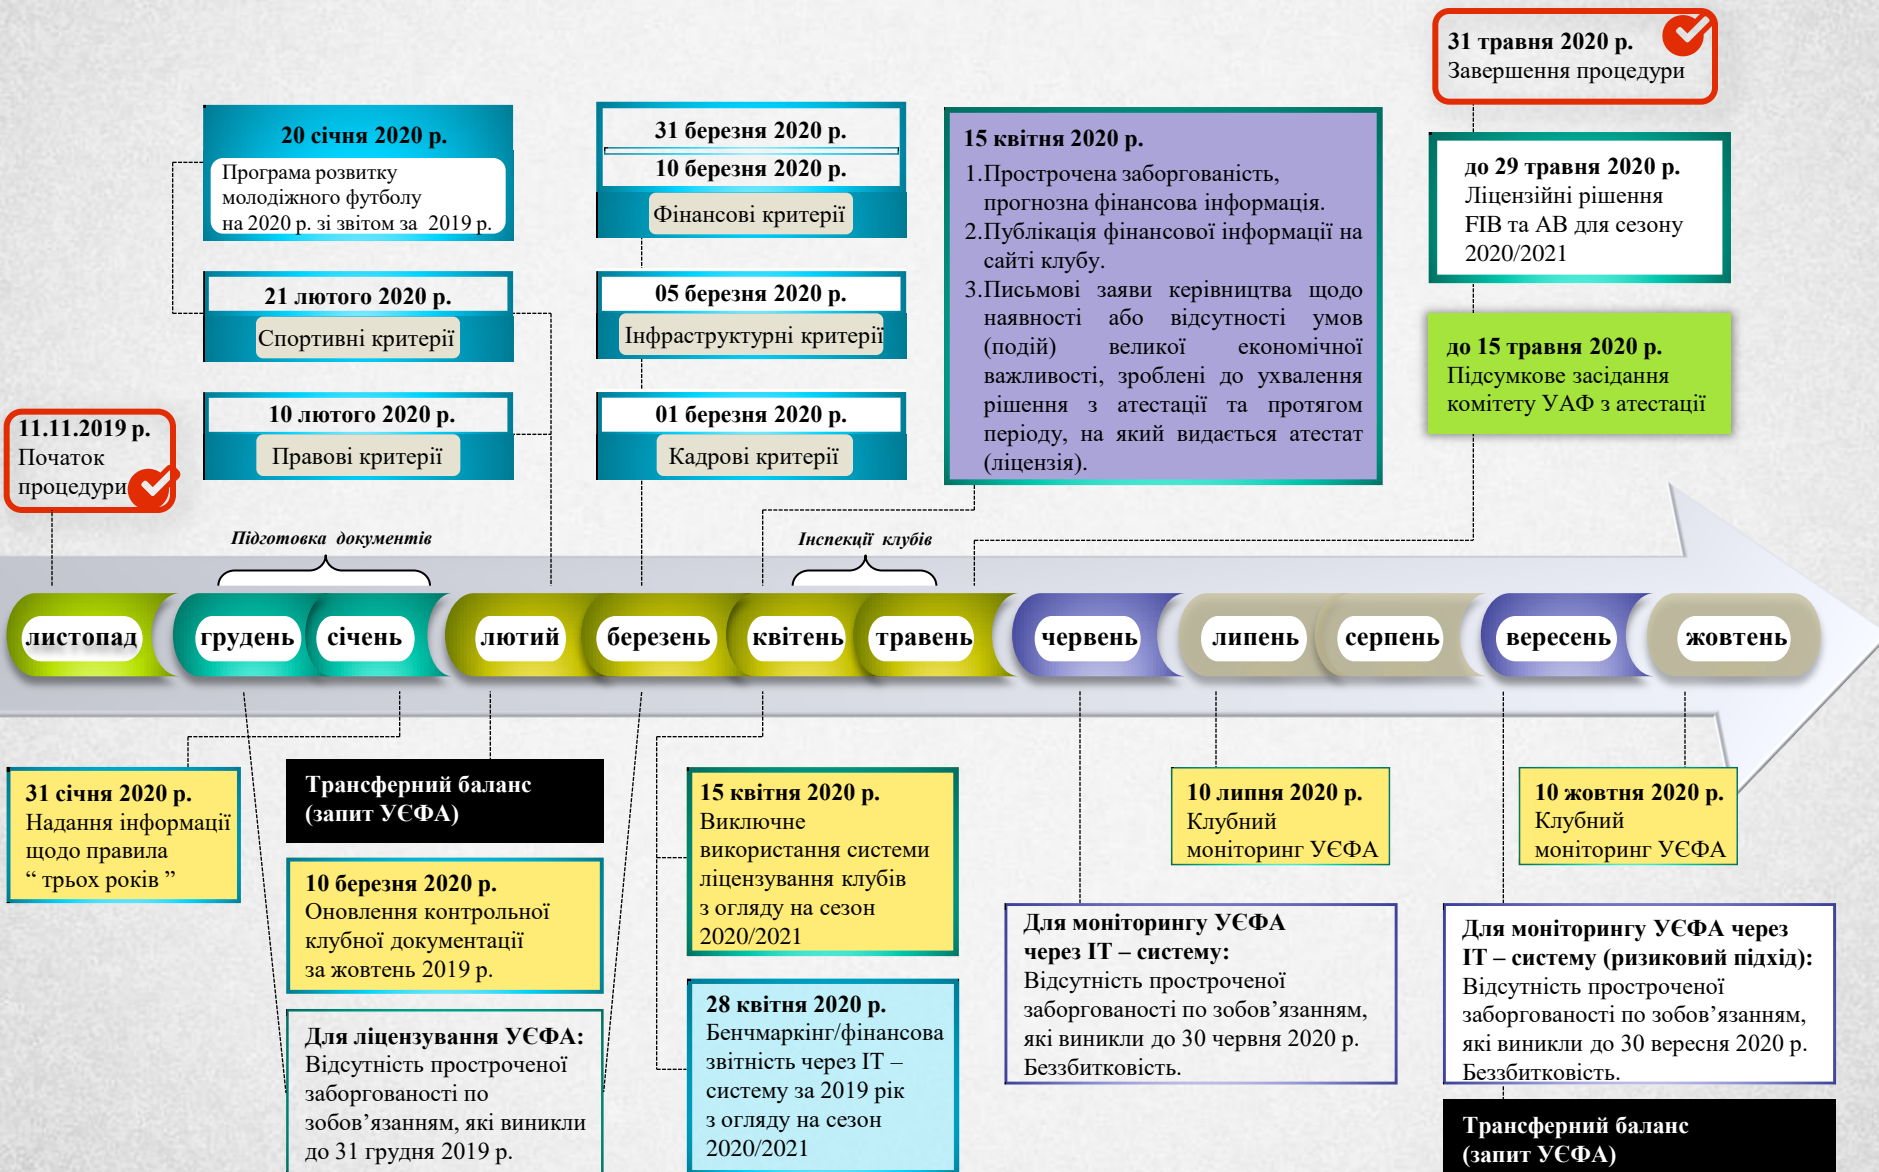 31 травня 2020 р.
Завершення процедури
20 січня 2020 р.
Програма розвитку
молодіжного футболу
на 2020 р. зі звітом за 2019 р.
31 березня 2020 р.
10 березня 2020 р.
Фінансові критерії
15 квітня 2020 р.
1.Прострочена заборгованість,
прогнозна фінансова інформація.
2.Публікація фінансової інформації на
сайті клубу.
3.Письмові заяви керівництва щодо
наявності або відсутності умов
(подій) великої економічної
важливості, зроблені до ухвалення
рішення з атестації та протягом
періоду, на який видається атестат
(ліцензія).
до 29 травня 2020 р.
Ліцензійні рішення
FIB та AB для сезону
2020/2021
21 лютого 2020 р.
Спортивні критерії
05 березня 2020 р.
Інфраструктурні критерії
до 15 травня 2020 р.
Підсумкове засідання
комітету УАФ з атестації
10 лютого 2020 р.
Правові критерії
01 березня 2020 р.
Кадрові критерії
11.11.2019 р.
Початок
процедури
Підготовка документів
Інспекції клубів
листопад
грудень
січень
лютий
березень
квітень
травень
червень
липень
серпень
вересень
жовтень
31 січня 2020 р.
Надання інформації
щодо правила
“ трьох років ”
Трансферний баланс
(запит УЄФА)
10 березня 2020 р.
Оновлення контрольної
клубної документації
за жовтень 2019 р.
Для ліцензування УЄФА:
Відсутність простроченої
заборгованості по
зобов’язанням, які виникли
до 31 грудня 2019 р.
15 квітня 2020 р.
Виключне
використання системи
ліцензування клубів
з огляду на сезон
2020/2021
28 квітня 2020 р.
Бенчмаркінг/фінансова
звітність через ІТ –
систему за 2019 рік
з огляду на сезон
2020/2021
10 липня 2020 р.
Клубний
моніторинг УЄФА
Для моніторингу УЄФА
через ІТ – систему:
Відсутність простроченої
заборгованості по зобов’язанням,
які виникли до 30 червня 2020 р.
Беззбитковість.
10 жовтня 2020 р.
Клубний
моніторинг УЄФА
Для моніторингу УЄФА через
ІТ – систему (ризиковий підхід):
Відсутність простроченої
заборгованості по зобов’язанням,
які виникли до 30 вересня 2020 р.
Беззбитковість.
Трансферний баланс
(запит УЄФА)